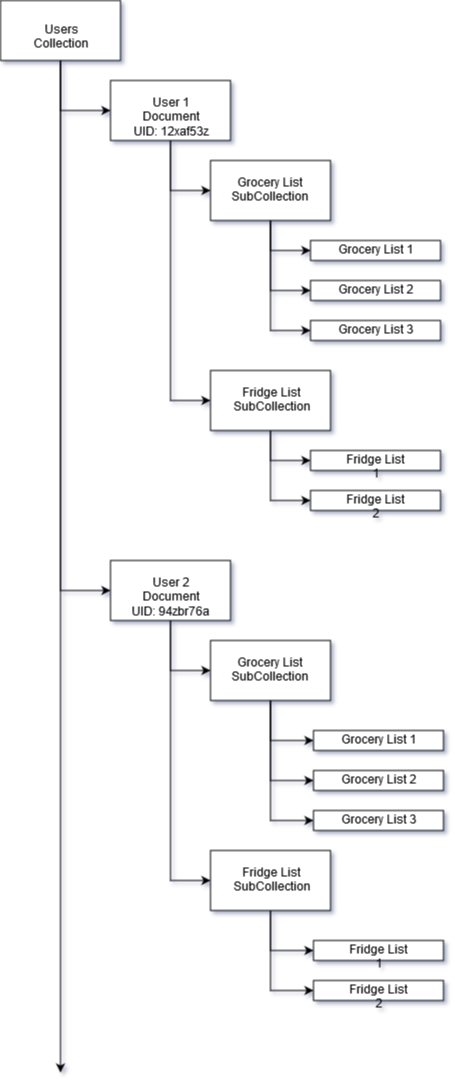 Users
Collection
User 1
Document
UID: 12xaf53z
Grocery List
SubCollection
Grocery List 1
Grocery List 2
Grocery List 3
Fridge List
SubCollection
Fridge List
1
Fridge List
2
User 2
Document
UID: 94zbr76a
Grocery List
SubCollection
Grocery List 1
Grocery List 2
Grocery List 3
Fridge List
SubCollection
Fridge List
1
Fridge List
2